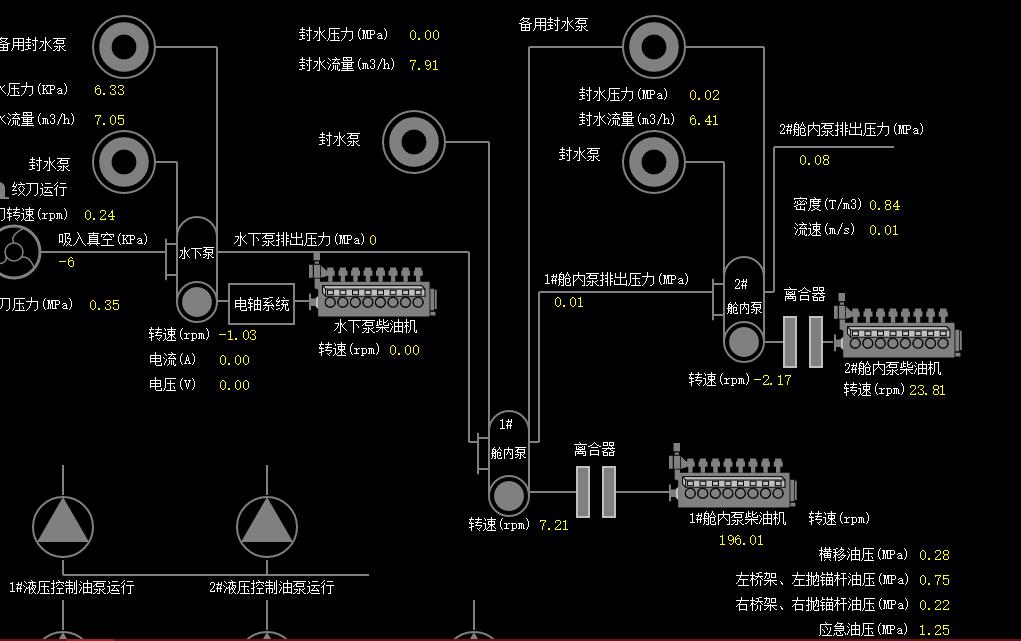 备用封水泵
水压力(KPa) 6.33
水流量(m3/h) 7.05
封水泵
绞刀运行
刀转速(rpm) 0.24
吸入真空(KPa)
-6
刀压力(MPa) 0.35
水下泵
水下泵排出压力(MPa) 0
电轴系统
水下泵柴油机
转速(rpm) 0.00
转速(rpm) -1.03
电流(A) 0.00
电压(V) 0.00
封水压力(MPa) 0.00
封水流量(m3/h) 7.91
封水泵
备用封水泵
封水压力(MPa) 0.02
封水流量(m3/h) 6.41
封水泵
2#舱内泵排出压力(MPa)
0.08
密度(T/m3) 0.84
流速(m/s) 0.01
1#舱内泵排出压力(MPa)
0.01
2#
舱内泵
离合器
2#舱内泵柴油机
转速(rpm) 23.81
转速(rpm) -2.17
1#
舱内泵
离合器
转速(rpm) 7.21
1#舱内泵柴油机 转速(rpm)
196.01
横移油压(MPa) 0.28
左桥架、左抛锚杆油压(MPa) 0.75
右桥架、右抛锚杆油压(MPa) 0.22
应急油压(MPa) 1.25
1#液压控制油泵运行
2#液压控制油泵运行